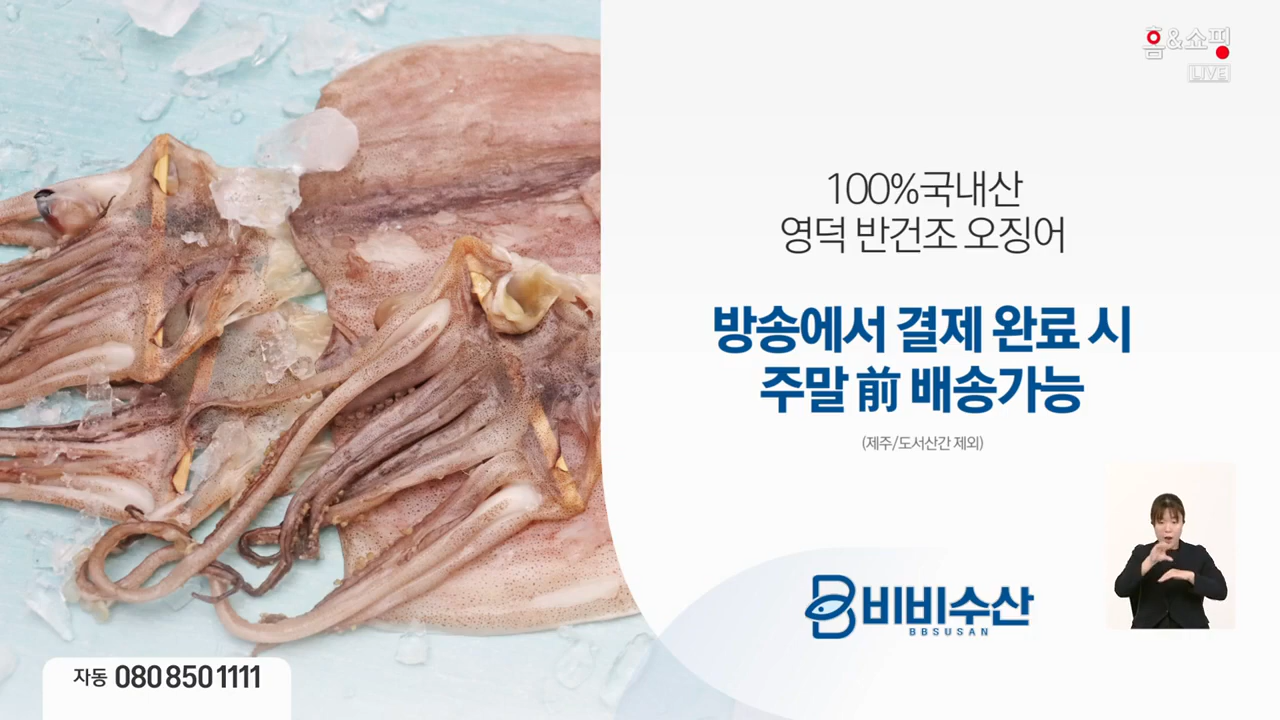 홈&쇼핑
LIVE
100%국내산
영덕 반건조 오징어
방송에서 결제 완료 시
주말 前 배송가능
(제주/도서산간 제외)
비비수산
BBSUSAN
자동 080 850 1111